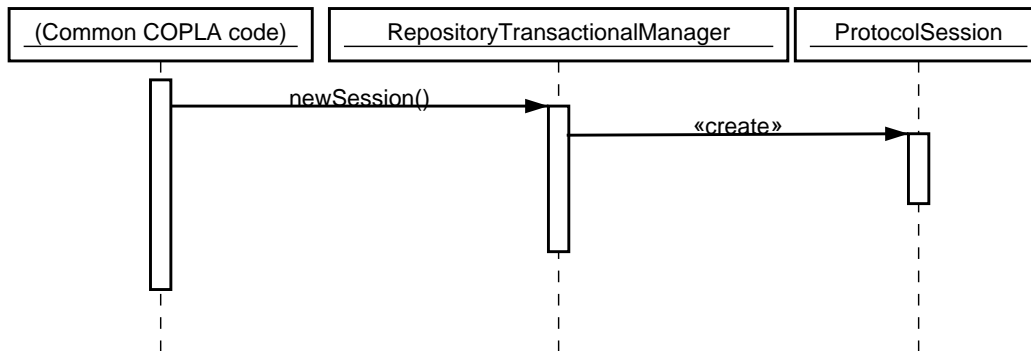 (Common COPLA code)
RepositoryTransactionalManager
ProtocolSession
newSession()
«create»